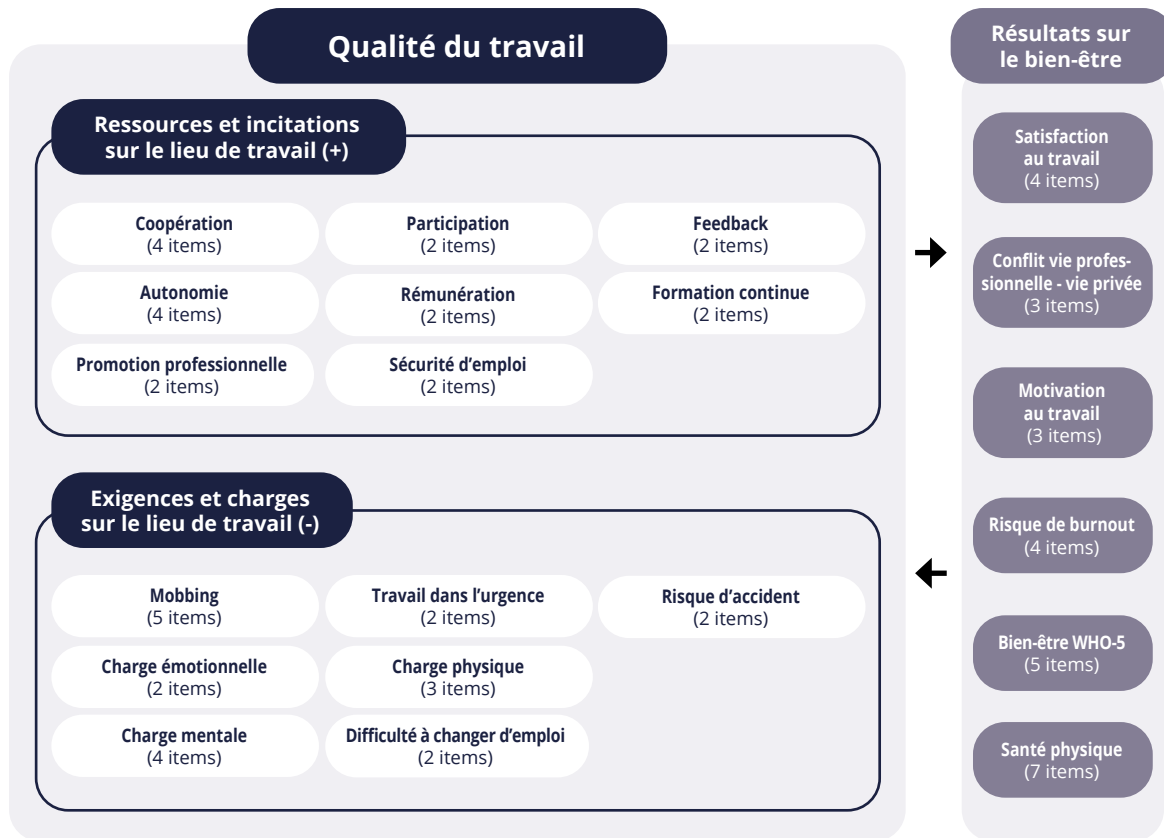 Qualité du travail
Ressources et incitations
sur le lieu de travail (+)
Coopération
(4 items)
Participation
(2 items)
Feedback
(2 items)
Autonomie
(4 items)
Rémunération
(2 items)
Formation continue
(2 items)
Promotion professionnelle
(2 items)
Sécurité d'emploi
(2 items)
Exigences et charges
sur le lieu de travail (-)
Mobbing
(5 items)
Travail dans l'urgence
(2 items)
Risque d'accident
(2 items)
Charge émotionnelle
(2 items)
Charge physique
(3 items)
Charge mentale
(4 items)
Difficulté à changer d'emploi
(2 items)
Résultats sur
le bien-être
Satisfaction
au travail
(4 items)
Conflit vie profes-
sionnelle - vie privée
(3 items)
Motivation
au travail
(3 items)
Risque de burnout
(4 items)
Bien-être WHO-5
(5 items)
Santé physique
(7 items)